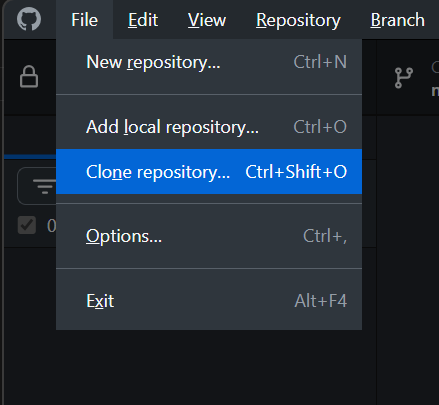 File Edit View Repository Branch
New repository... Ctrl+N
Add local repository... Ctrl+O
Clone repository... Ctrl+Shift+O
Options... Ctrl+,
Exit Alt+F4
0